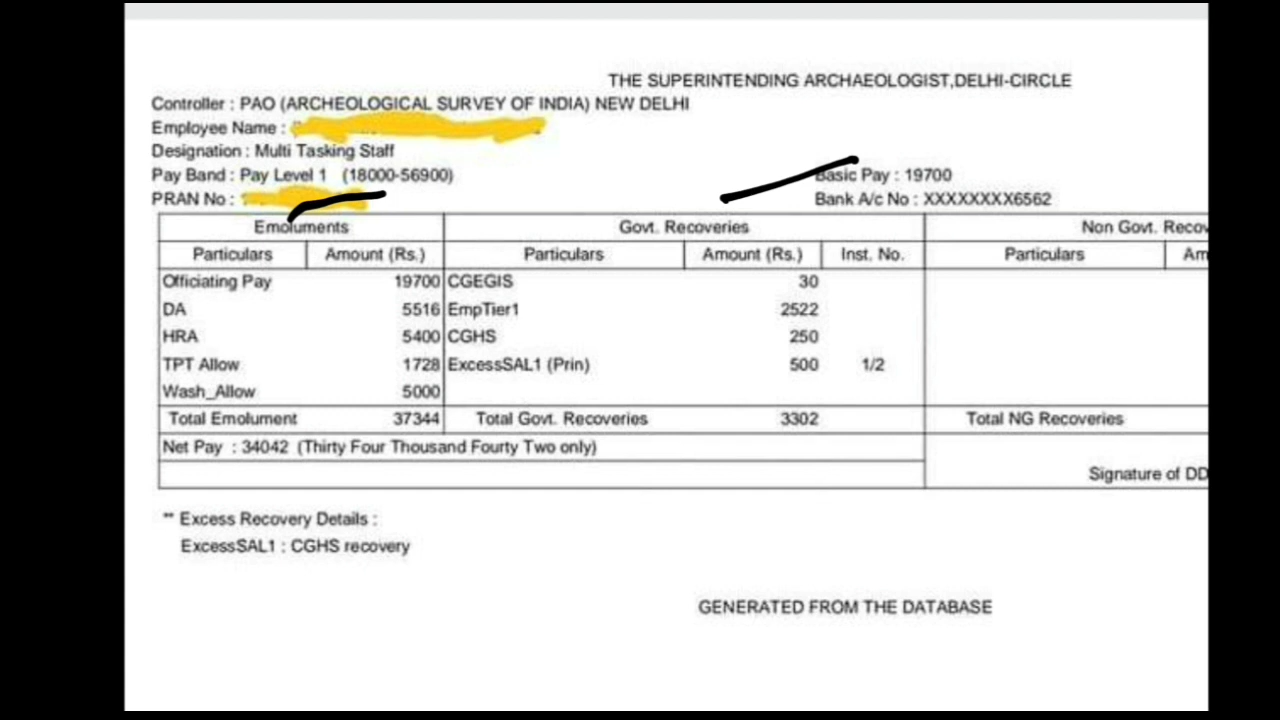 THE SUPERINTENDING ARCHAEOLOGIST,DELHI-CIRCLE
Controller : PAO (ARCHEOLOGICAL SURVEY OF INDIA) NEW DELHI
Employee Name :
Designation : Multi Tasking Staff
Pay Band : Pay Level 1 (18000-56900) Basic Pay : 19700
PRAN No : Bank A/c No : XXXXXXXX6562
Emoluments Govt. Recoveries Non Govt.
Particulars Amount (Rs.) Particulars Amount (Rs.) Inst. No. Particulars
Officiating Pay 19700 CGEGIS 30
DA 5516 EmpTier1 2522
HRA 5400 CGHS 250
TPT Allow 1728 ExcessSAL1 (Prin) 500 1/2
Wash_Allow 5000
Total Emolument 37344 Total Govt. Recoveries 3302 Total NG Recoveries
Net Pay : 34042 (Thirty Four Thousand Fourty Two only)
Signature of
** Excess Recovery Details :
ExcessSAL1 : CGHS recovery
GENERATED FROM THE DATABASE